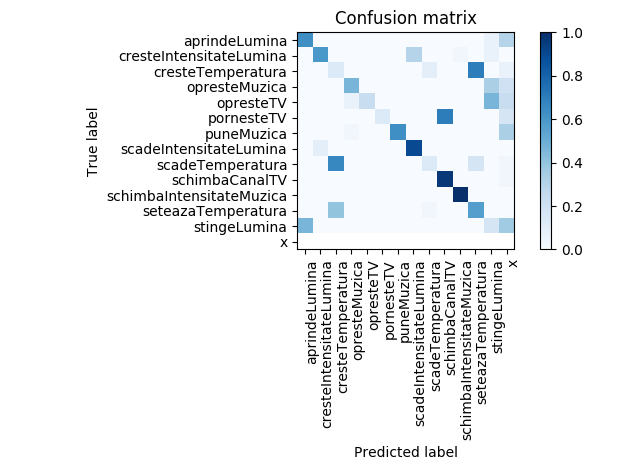 Confusion matrix
True label
aprindeLumina
cresteIntensitateLumina
cresteTemperatura
opresteMuzica
opresteTV
pornesteTV
puneMuzica
scadeIntensitateLumina
scadeTemperatura
schimbaCanalTV
schimbaIntensitateMuzica
seteazaTemperatura
stingeLumina
x
aprindeLumina
cresteIntensitateLumina
cresteTemperatura
opresteMuzica
opresteTV
pornesteTV
puneMuzica
scadeIntensitateLumina
scadeTemperatura
schimbaCanalTV
schimbaIntensitateMuzica
seteazaTemperatura
stingeLumina
x
Predicted label
1.0
0.8
0.6
0.4
0.2
0.0